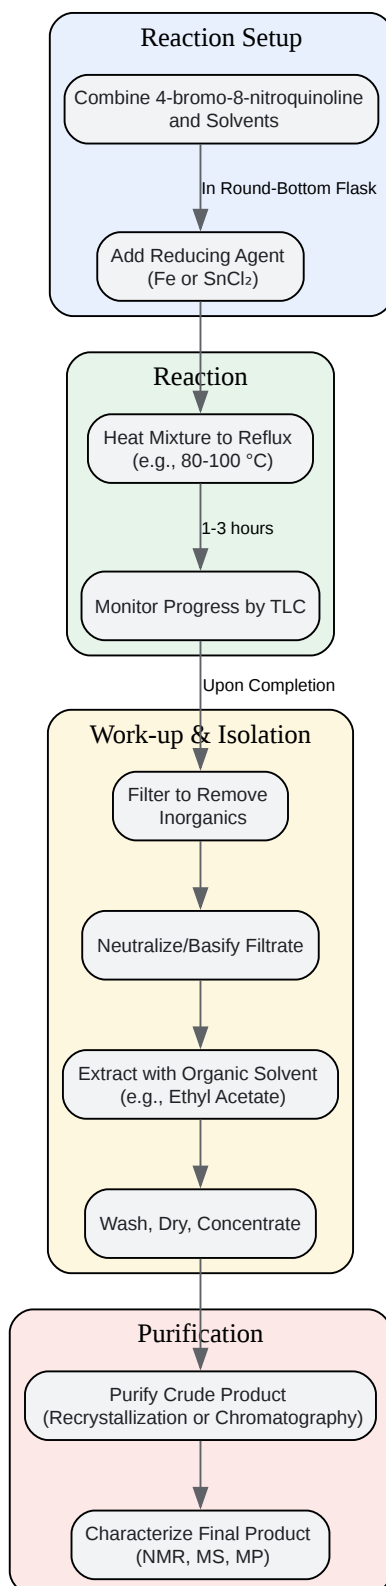 Reaction Setup
Combine 4-bromo-8-nitroquinoline
and Solvents
In Round-Bottom Flask
Add Reducing Agent
(Fe or SnCl₂)
Reaction
Heat Mixture to Reflux
(e.g., 80-100 °C)
1-3 hours
Monitor Progress by TLC
Upon Completion
Work-up & Isolation
Filter to Remove
Inorganics
Neutralize/Basify Filtrate
Extract with Organic Solvent
(e.g., Ethyl Acetate)
Wash, Dry, Concentrate
Purification
Purify Crude Product
(Recrystallization or Chromatography)
Characterize Final Product
(NMR, MS, MP)